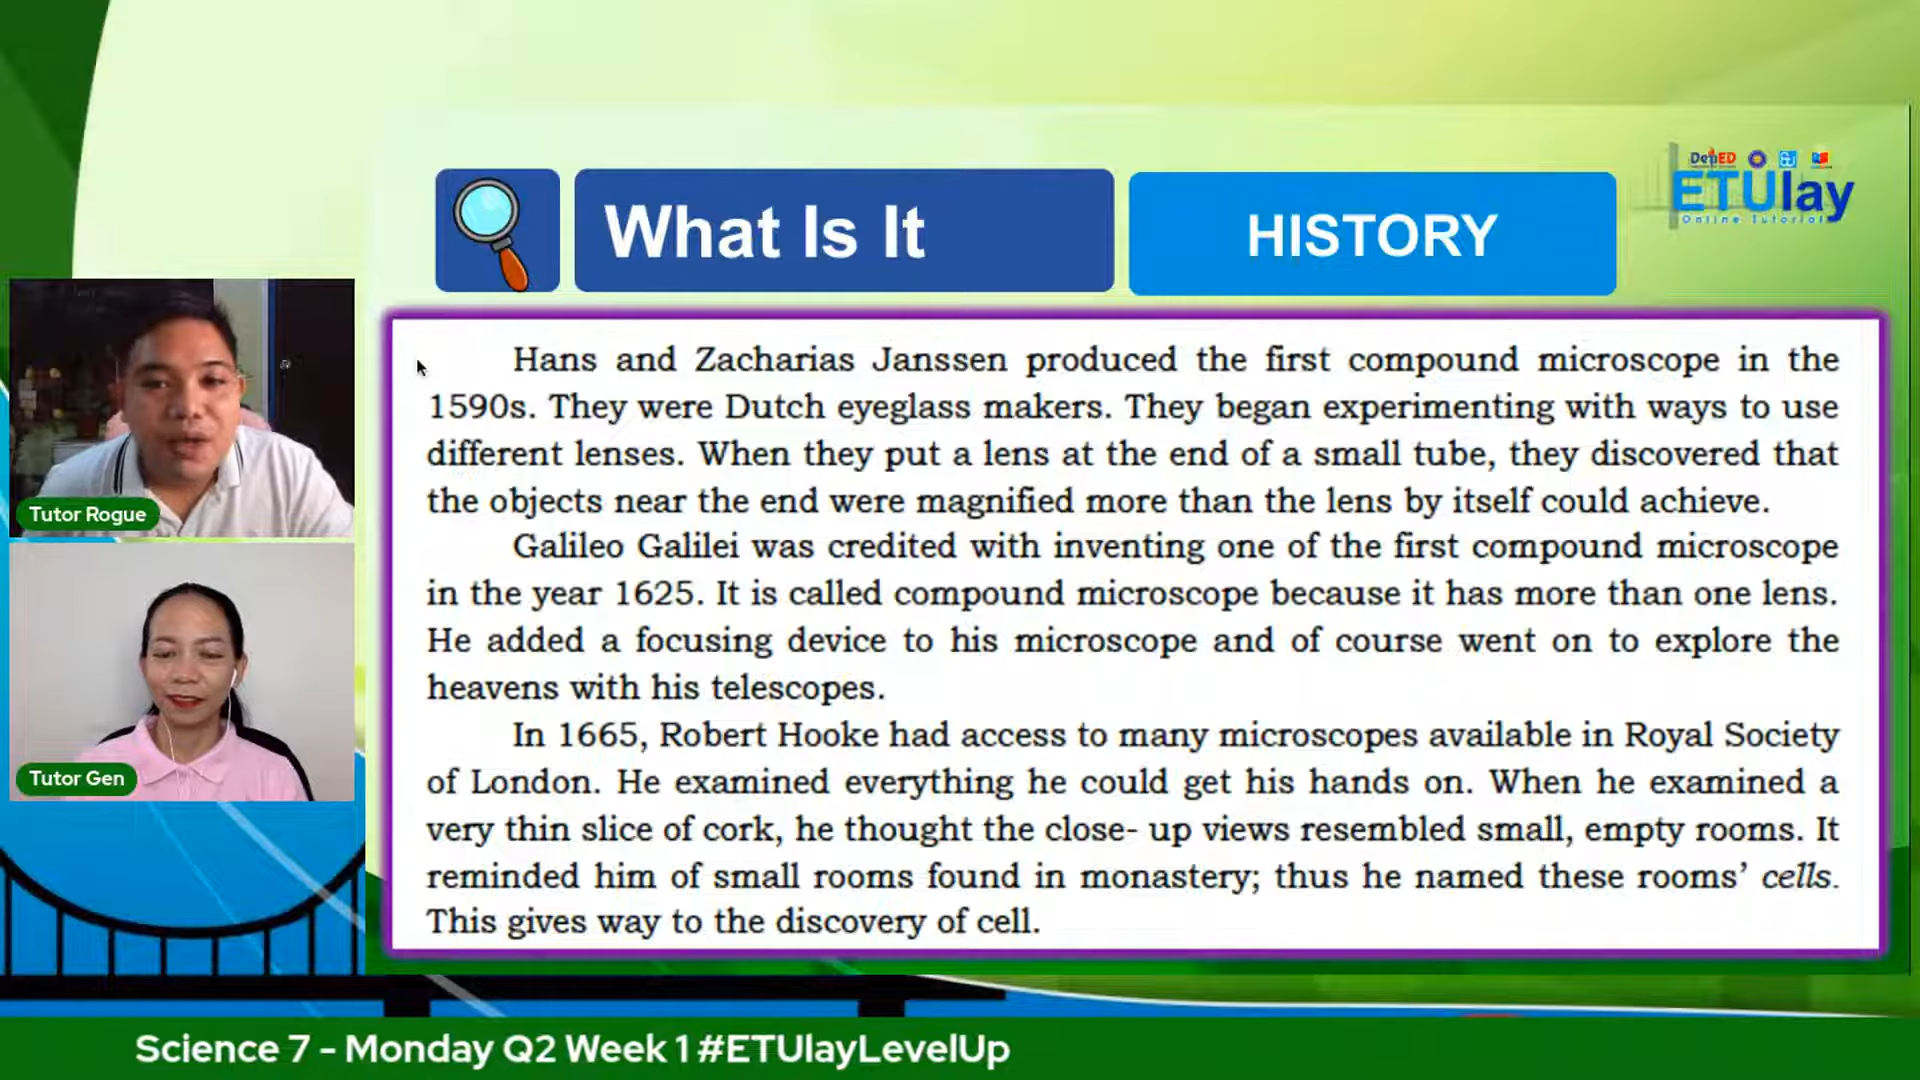 DepED
ETUlay
Online Tutorial
What Is It
HISTORY
Hans and Zacharias Janssen produced the first compound microscope in the
1590s. They were Dutch eyeglass makers. They began experimenting with ways to use
different lenses. When they put a lens at the end of a small tube, they discovered that
the objects near the end were magnified more than the lens by itself could achieve.
Galileo Galilei was credited with inventing one of the first compound microscope
in the year 1625. It is called compound microscope because it has more than one lens.
He added a focusing device to his microscope and of course went on to explore the
heavens with his telescopes.
In 1665, Robert Hooke had access to many microscopes available in Royal Society
of London. He examined everything he could get his hands on. When he examined a
very thin slice of cork, he thought the close- up views resembled small, empty rooms. It
reminded him of small rooms found in monastery; thus he named these rooms’ cells.
This gives way to the discovery of cell.
Tutor Rogue
Tutor Gen
Science 7 - Monday Q2 Week 1 #ETUlayLevelUp